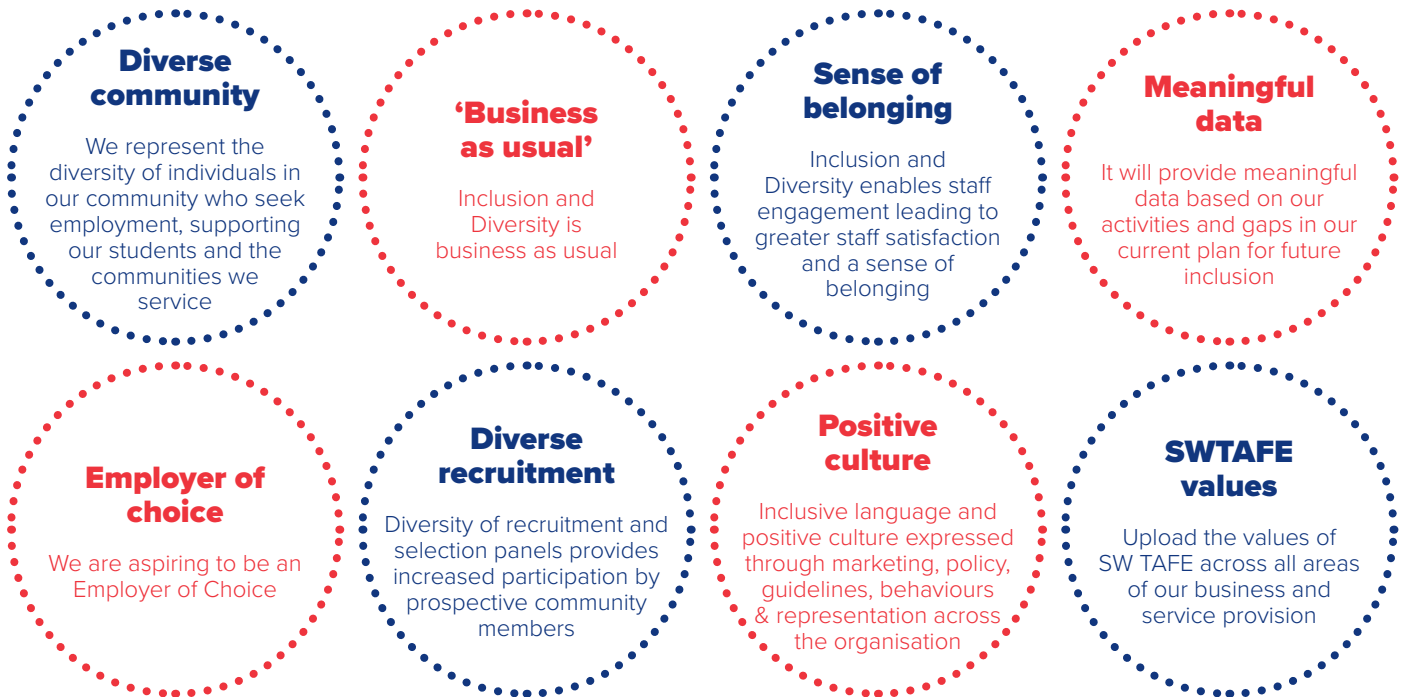 Diverse
community
We represent the
diversity of individuals in
our community who seek
employment, supporting
our students and the
communities we
service
‘Business
as usual’
Inclusion and
Diversity is
business as usual
Sense of
belonging
Inclusion and
Diversity enables staff
engagement leading to
greater staff satisfaction
and a sense of
belonging
Meaningful
data
It will provide meaningful
data based on our
activities and gaps in our
current plan for future
inclusion
Employer of
choice
We are aspiring to be an
Employer of Choice
Diverse
recruitment
Diversity of recruitment and
selection panels provides
increased participation by
prospective community
members
Positive
culture
Inclusive language and
positive culture expressed
through marketing, policy,
guidelines, behaviours
& representation across
the organisation
SWTAFE
values
Upload the values of
SW TAFE across all areas
of our business and
service provision